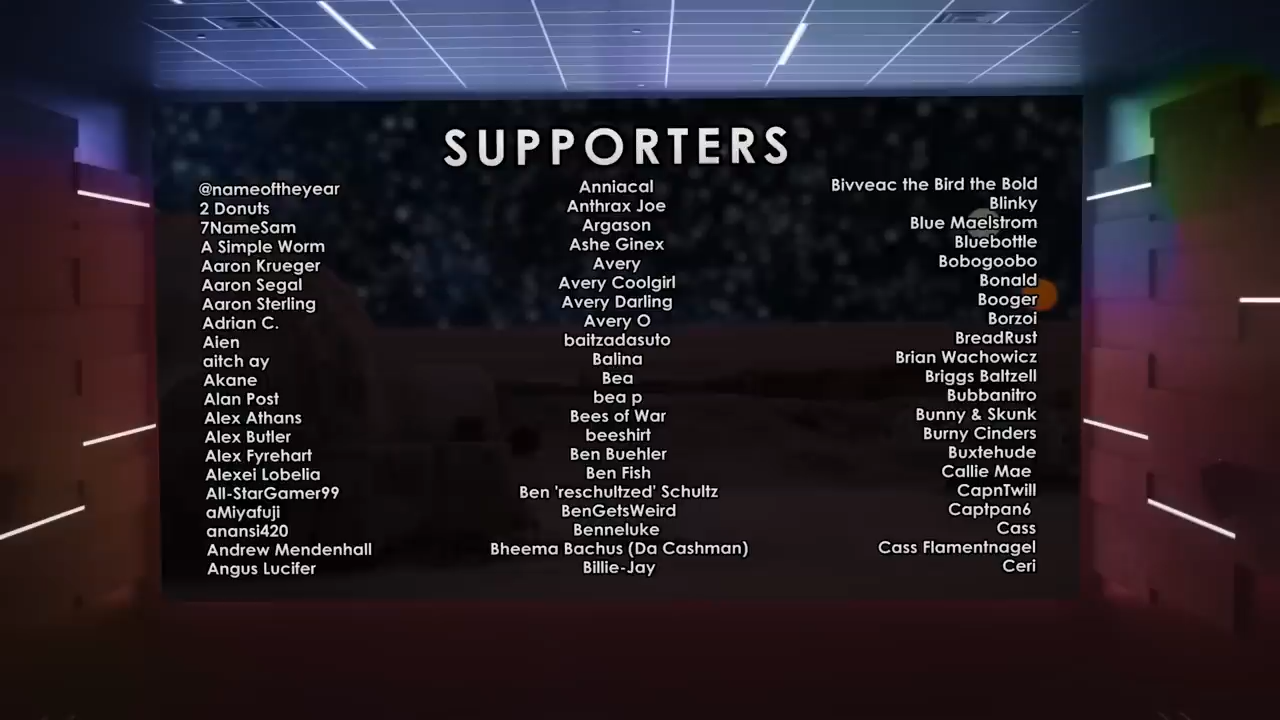 SUPPORTERS
@nameoftheyear
2 Donuts
7NameSam
A Simple Worm
Aaron Krueger
Aaron Segal
Aaron Sterling
Adrian C.
Aien
aitch ay
Akane
Alan Post
Alex Athans
Alex Butler
Alex Fyrehart
Alexei Lobelia
All-StarGamer99
aMiyafuji
anansi420
Andrew Mendenhall
Angus Lucifer
Anniacal
Anthrax Joe
Argason
Ashe Ginex
Avery
Avery Coolgirl
Avery Darling
Avery O
baitzadasuto
Balina
Bea
bea p
Bees of War
beeshirt
Ben Buehler
Ben Fish
Ben 'reschultzed' Schultz
BenGetsWeird
Benneluke
Bheema Bachus (Da Cashman)
Billie-Jay
Bivveac the Bird the Bold
Blinky
Blue Maelstrom
Bluebottle
Bobogoobo
Bonald
Booger
Borzoi
BreadRust
Brian Wachowicz
Briggs Baltzell
Bubbanitro
Bunny & Skunk
Burny Cinders
Buxtehude
Callie Mae
CapnTwill
Captpan6
Cass
Cass Flamentnagel
Ceri